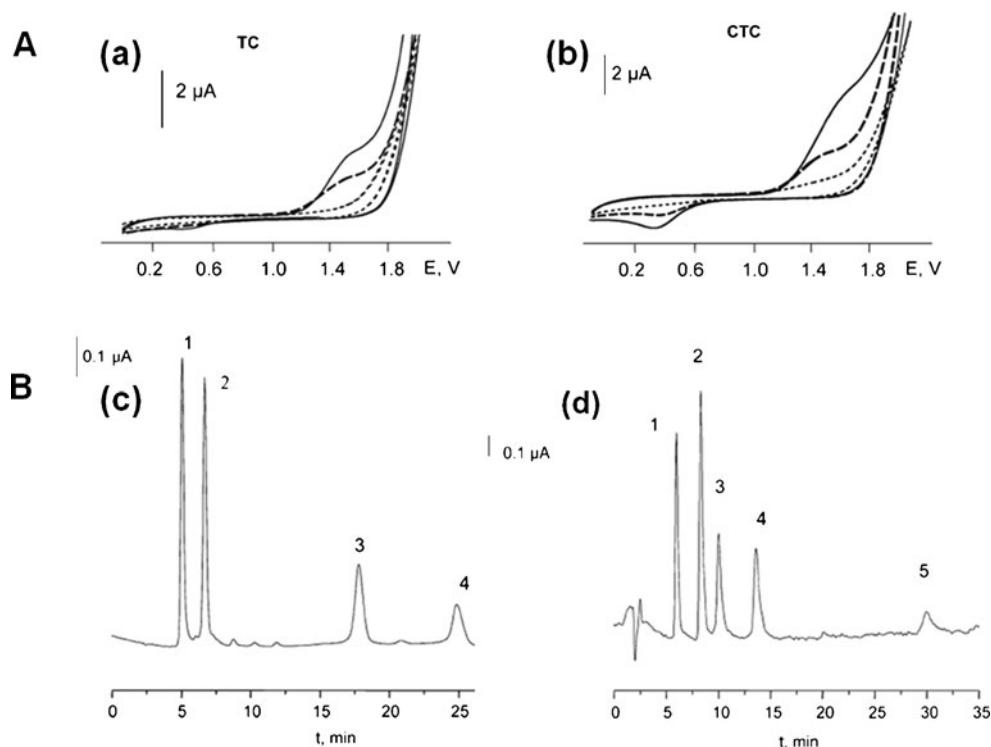 A
(a)
TC
2 µA
0.2 0.6 1.0 1.4 1.8 E, V
(b)
CTC
2 µA
0.2 0.6 1.0 1.4 1.8 E, V
B
0.1 µA
(c)
1
2
3
4
0 5 10 15 20 25
t, min
(d)
0.1 µA
1
2
3
4
5
0 5 10 15 20 25 30 35
t, min